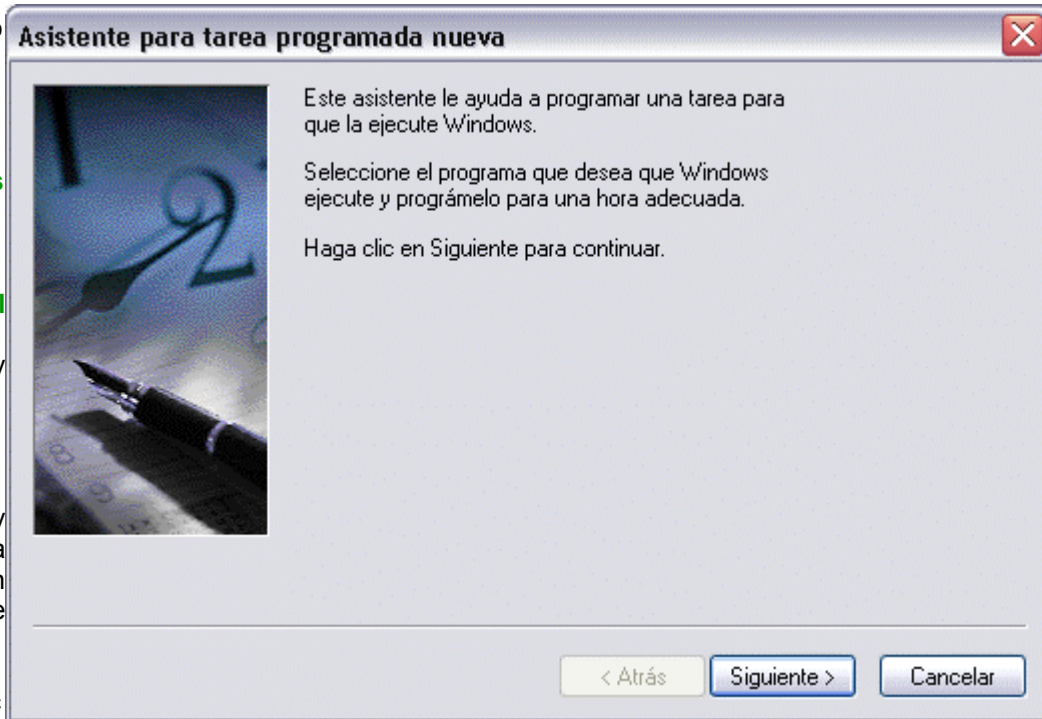 Asistente para tarea programada nueva
Este asistente le ayuda a programar una tarea para
que la ejecute Windows.
Seleccione el programa que desea que Windows
ejecute y prográmelo para una hora adecuada.
Haga clic en Siguiente para continuar.
< Atrás
Siguiente >
Cancelar